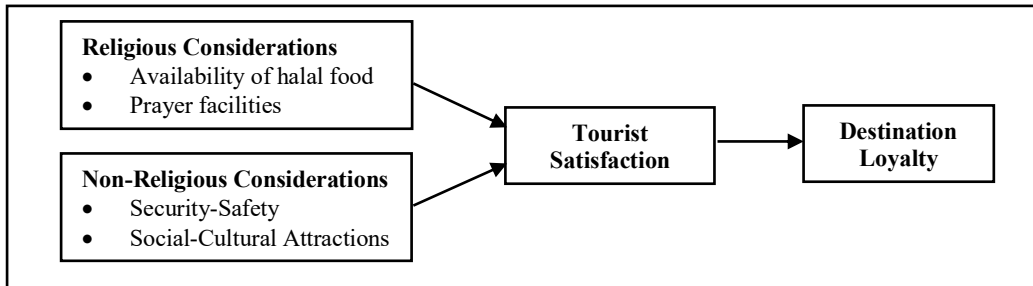 Religious Considerations
• Availability of halal food
• Prayer facilities
Non-Religious Considerations
• Security-Safety
• Social-Cultural Attractions
Tourist
Satisfaction
Destination
Loyalty